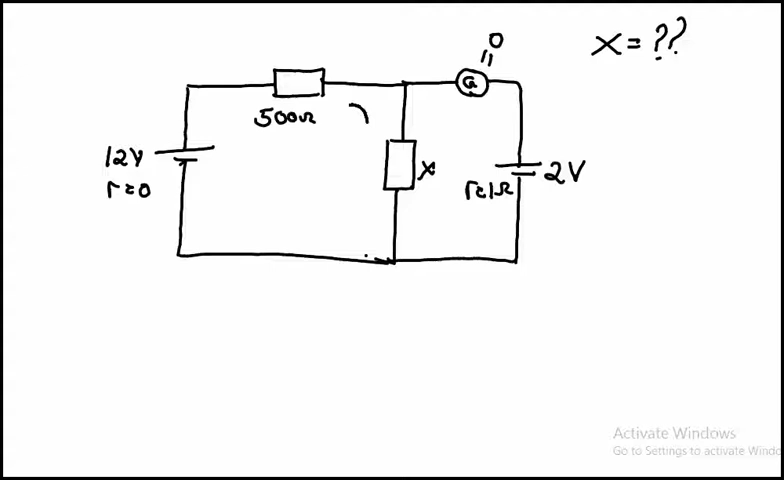 X = ??
0
=
G
500Ω
12V
r=0
X
r=1Ω
2V
Activate Windows
Go to Settings to activate Windo